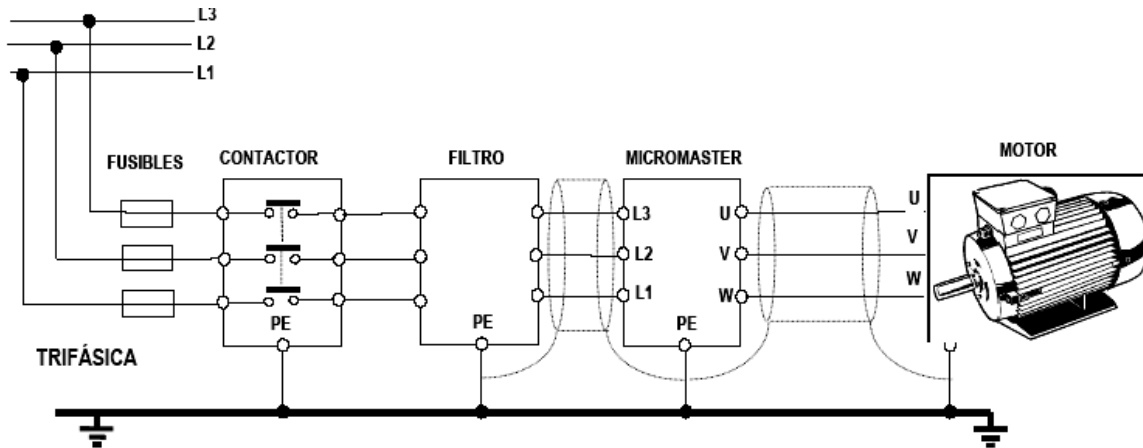 L3
L2
L1
FUSIBLES
CONTACTOR
FILTRO
MICROMASTER
MOTOR
L3
U
U
L2
V
V
L1
W
W
PE
PE
PE
TRIFÁSICA